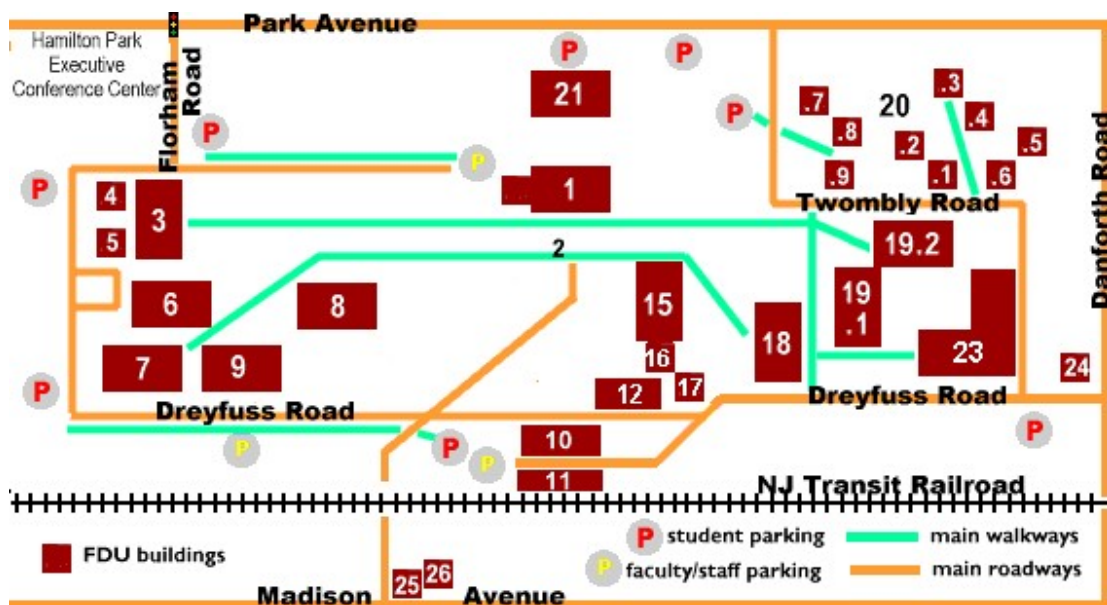 Park Avenue
Hamilton Park
Executive
Conference Center
Florham
Road
P
P
P
P
P
P
P
21
20
.3
.7
.4
.8
.2
.5
.9
.1
.6
1
Twombly Road
Danforth Road
.4
3
.5
2
19.2
6
8
15
19
.1
18
23
7
9
16
24
12
17
P
Dreyfuss Road
Dreyfuss Road
P
P
P
P
10
11
P
NJ Transit Railroad
FDU buildings
P student parking
main walkways
P faculty/staff parking
main roadways
25
26
Madison Avenue